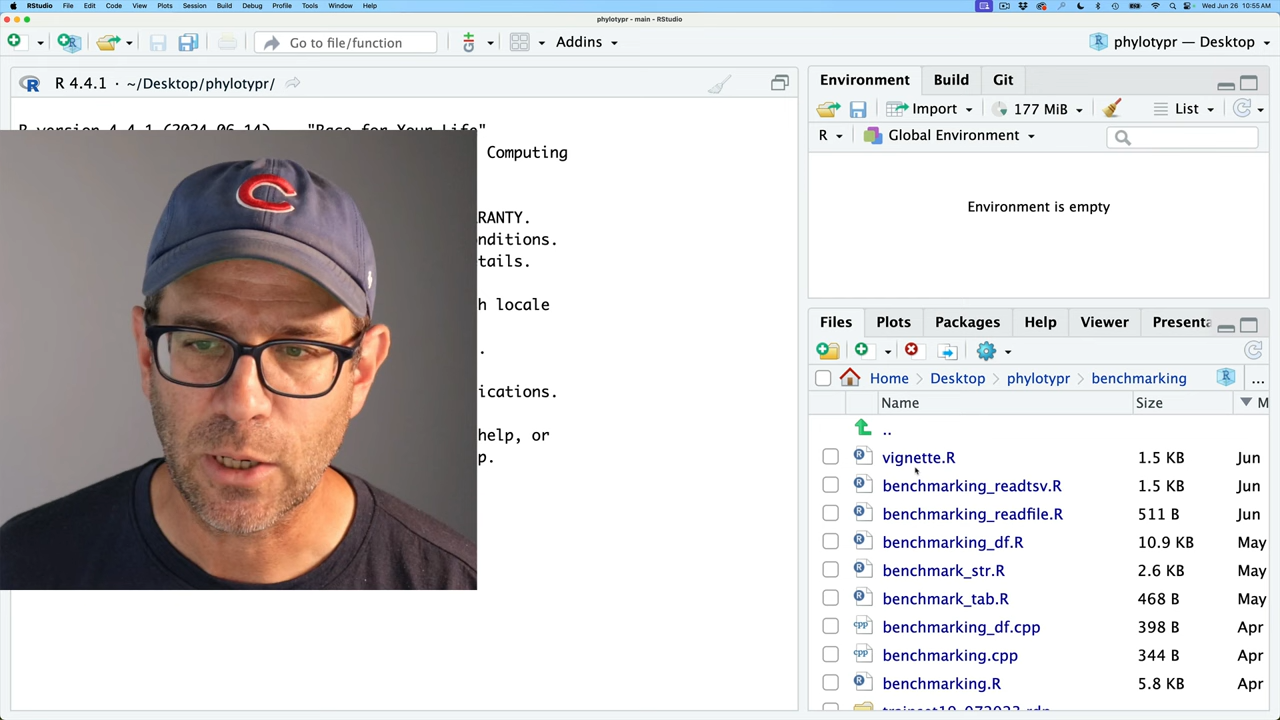 RStudio File Edit Code View Plots Session Build Debug Profile Tools Window Help Wed Jun 26 10:55 AM
phylotypr - main - RStudio
Go to file/function Addins phylotypr — Desktop
R 4.4.1 · ~/Desktop/phylotypr/
Computing
RANTY.
nditions.
tails.
h locale
.
ications.
help, or
p.
Environment Build Git
Import 177 MiB List
R Global Environment
Environment is empty
Files Plots Packages Help Viewer Presenta
Home Desktop phylotypr benchmarking ...
Name Size M
..
vignette.R 1.5 KB Jun
benchmarking_readtsv.R 1.5 KB Jun
benchmarking_readfile.R 511 B Jun
benchmarking_df.R 10.9 KB May
benchmark_str.R 2.6 KB May
benchmark_tab.R 468 B May
benchmarking_df.cpp 398 B Apr
benchmarking.cpp 344 B Apr
benchmarking.R 5.8 KB Apr
C